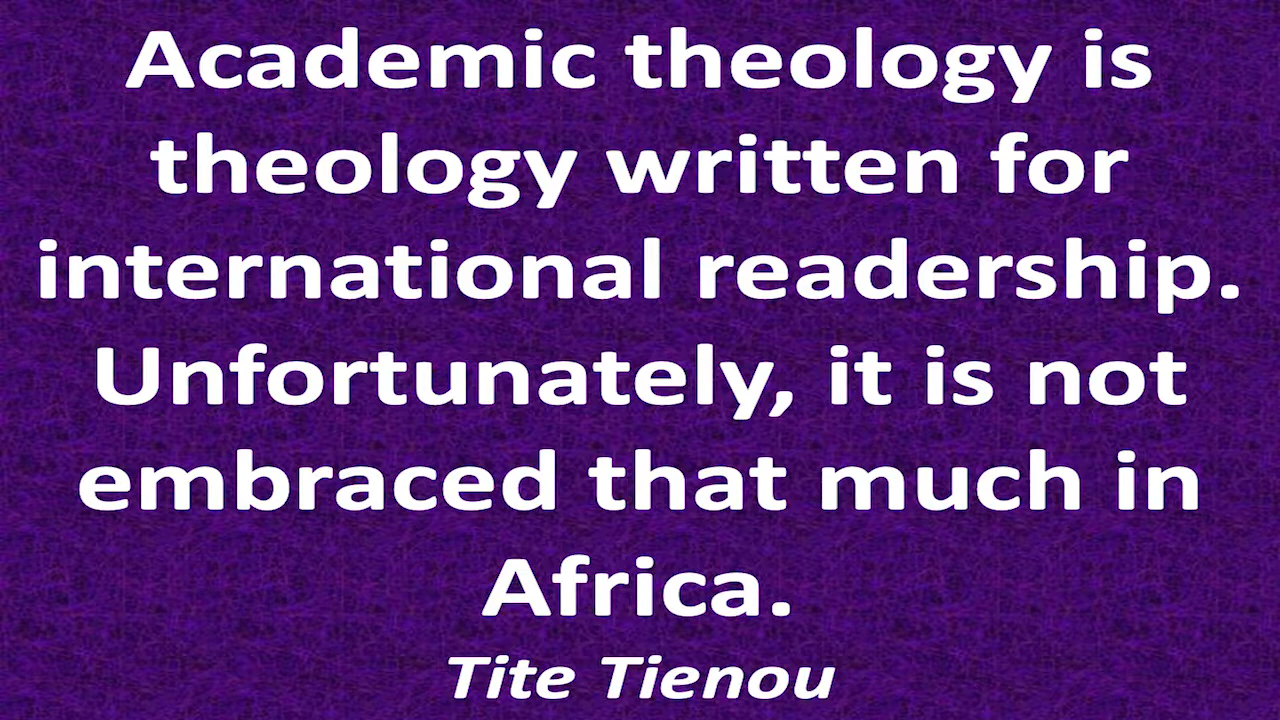 Academic theology is
theology written for
international readership.
Unfortunately, it is not
embraced that much in
Africa.
Tite Tienou